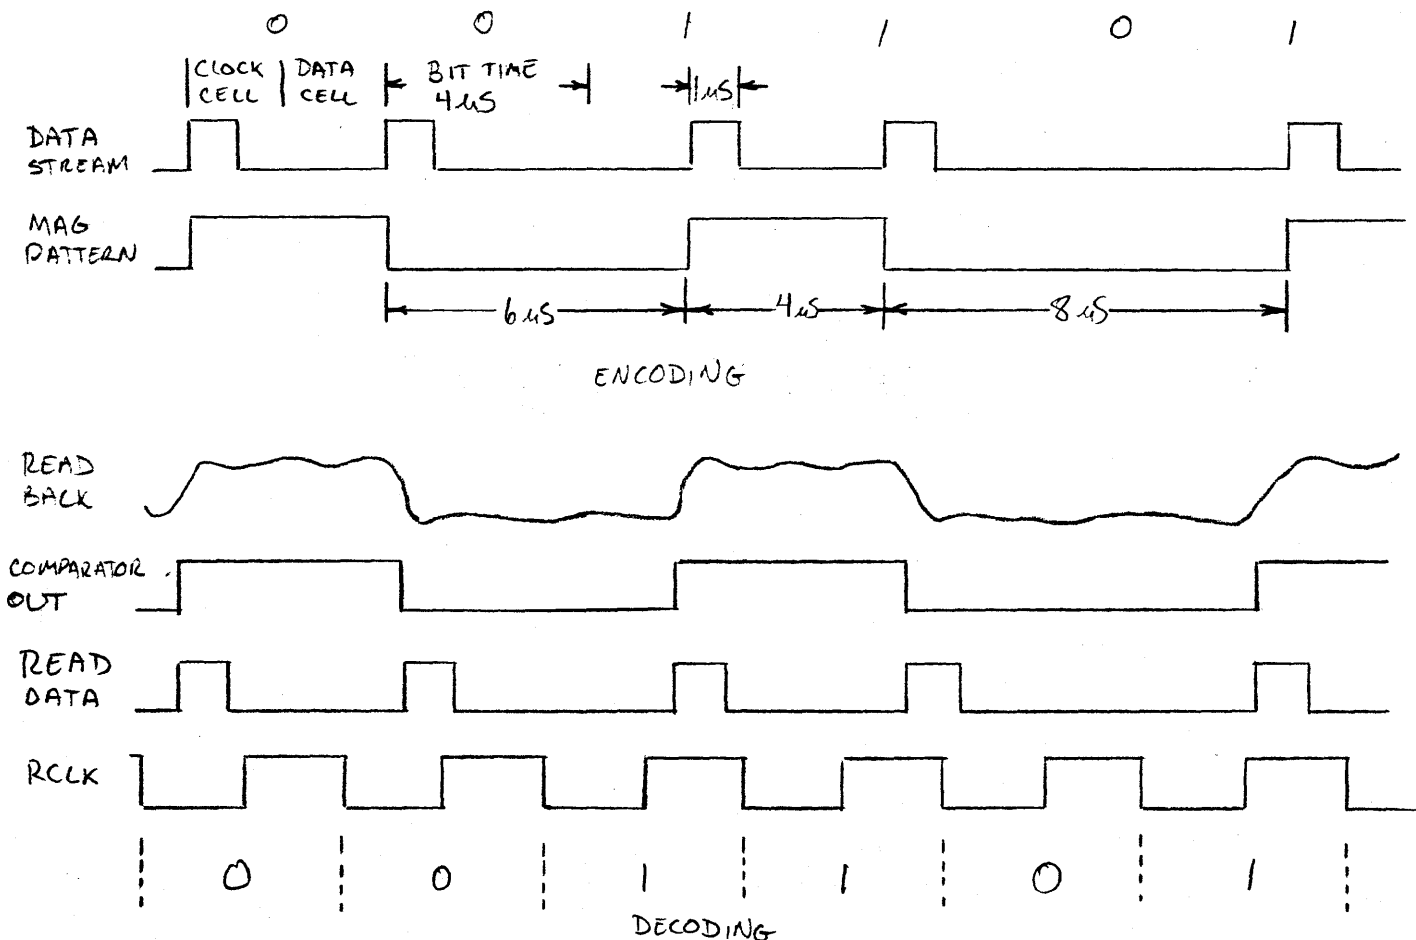 0 0 1 1 0 1
CLOCK CELL
DATA CELL
BIT TIME 4uS
1uS
DATA STREAM
MAG PATTERN
6uS 4uS 8uS
ENCODING
READ BACK
COMPARATOR OUT
READ DATA
RCLK
0 0 1 1 0 1
DECODING